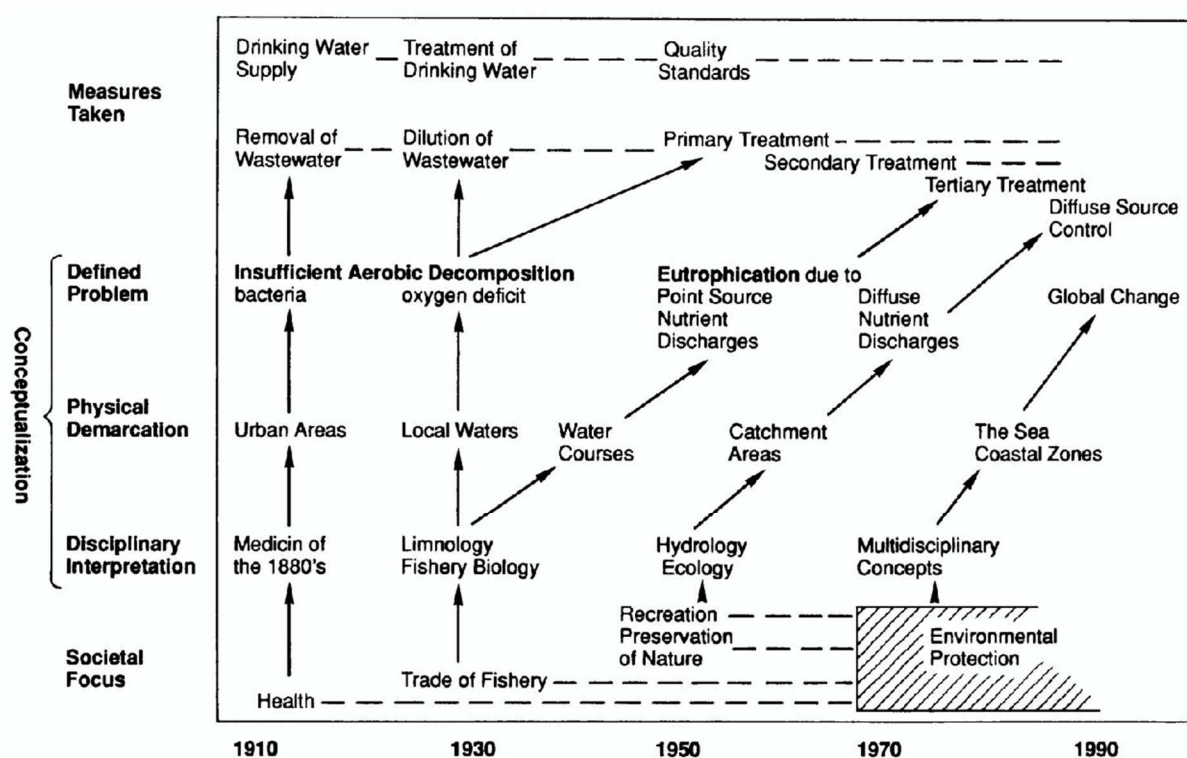 Drinking Water
Supply
Treatment of
Drinking Water
Quality
Standards
Measures
Taken
Removal of
Wastewater
Dilution of
Wastewater
Primary Treatment
Secondary Treatment
Tertiary Treatment
Diffuse Source
Control
Conceptualization
Defined
Problem
Insufficient Aerobic Decomposition
bacteria
oxygen deficit
Eutrophication due to
Point Source
Nutrient
Discharges
Diffuse
Nutrient
Discharges
Global Change
Physical
Demarcation
Urban Areas
Local Waters
Water
Courses
Catchment
Areas
The Sea
Coastal Zones
Disciplinary
Interpretation
Medicin of
the 1880's
Limnology
Fishery Biology
Hydrology
Ecology
Multidisciplinary
Concepts
Societal
Focus
Recreation
Preservation
of Nature
Environmental
Protection
Trade of Fishery
Health
1910 1930 1950 1970 1990